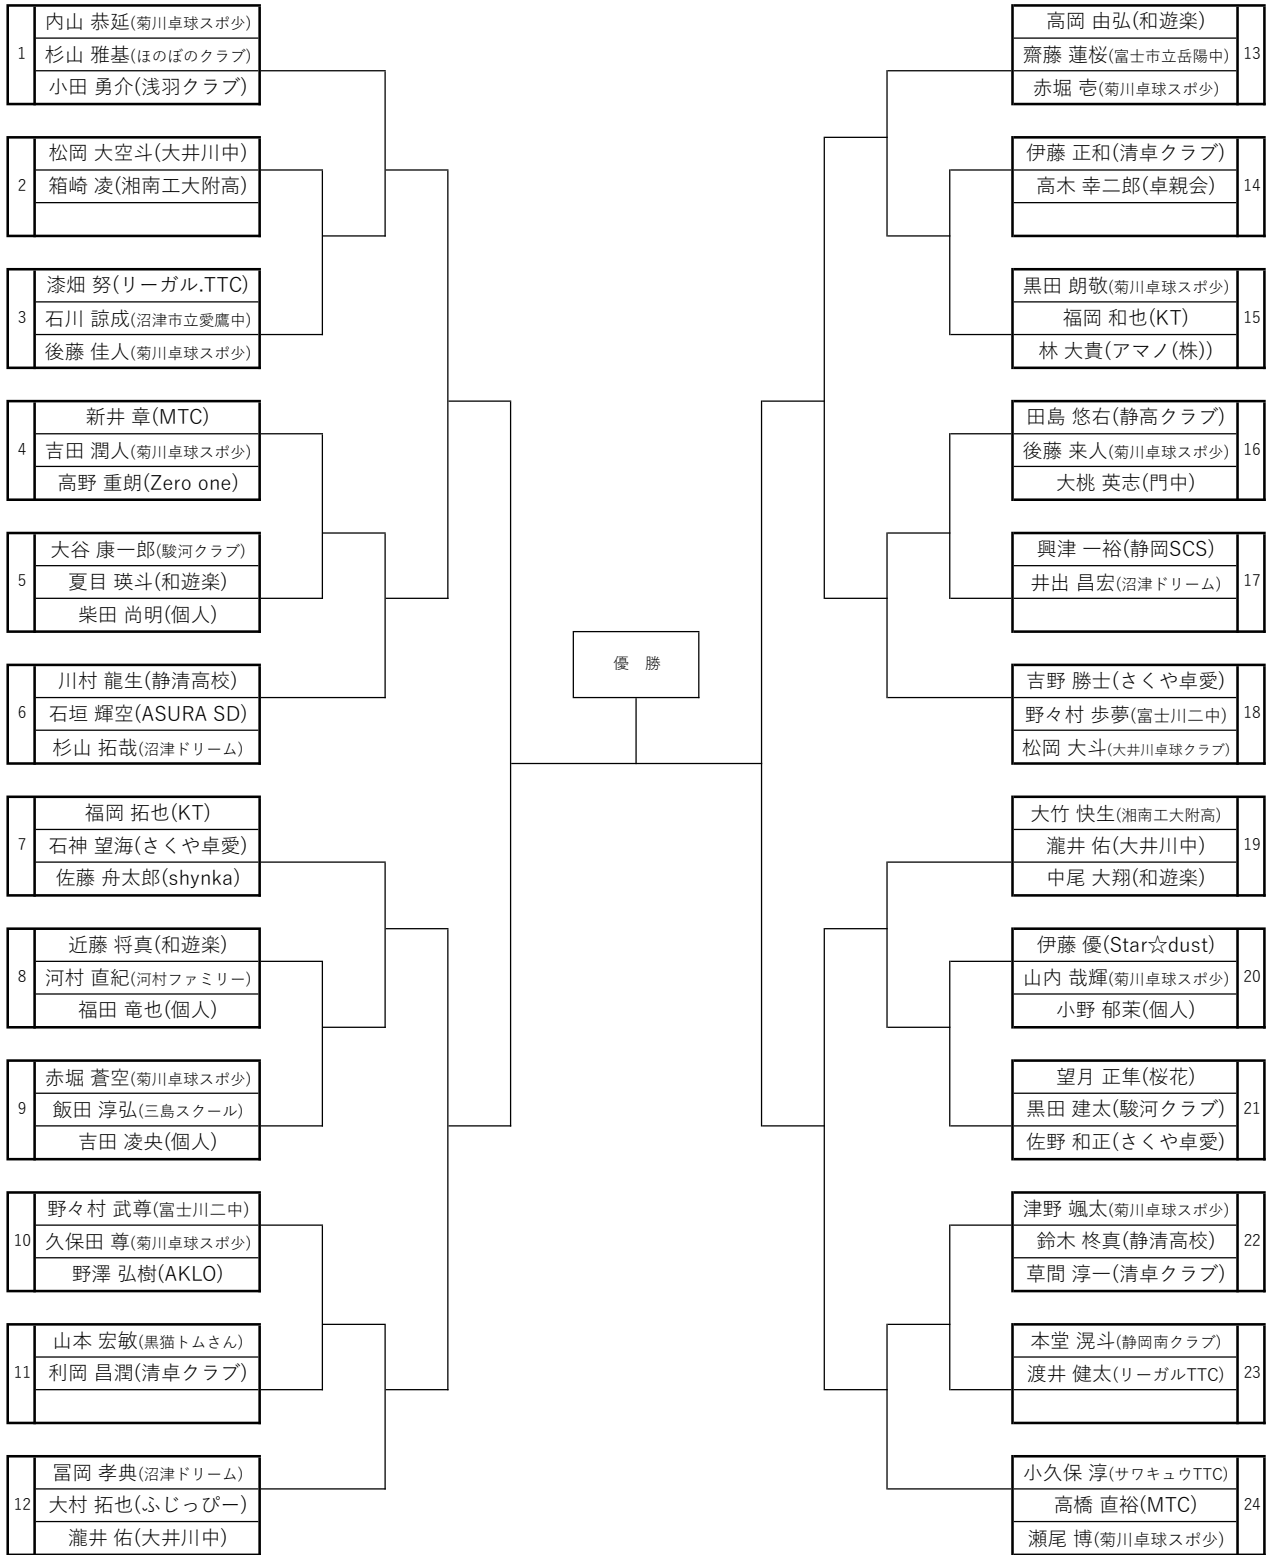 1
内山 恭延(菊川卓球スポ少)
杉山 雅基(ほのぼのクラブ)
小田 勇介(浅羽クラブ)
2
松岡 大空斗(大井川中)
箱崎 凌(湘南工大附高)
3
漆畑 努(リーガル.TTC)
石川 諒成(沼津市立愛鷹中)
後藤 佳人(菊川卓球スポ少)
4
新井 章(MTC)
吉田 潤人(菊川卓球スポ少)
高野 重朗(Zero one)
5
大谷 康一郎(駿河クラブ)
夏目 瑛斗(和遊楽)
柴田 尚明(個人)
6
川村 龍生(静清高校)
石垣 輝空(ASURA SD)
杉山 拓哉(沼津ドリーム)
7
福岡 拓也(KT)
石神 望海(さくや卓愛)
佐藤 舟太郎(shynka)
8
近藤 将真(和遊楽)
河村 直紀(河村ファミリー)
福田 竜也(個人)
9
赤堀 蒼空(菊川卓球スポ少)
飯田 淳弘(三島スクール)
吉田 凌央(個人)
10
野々村 武尊(富士川二中)
久保田 尊(菊川卓球スポ少)
野澤 弘樹(AKLO)
11
山本 宏敏(黒猫トムさん)
利岡 昌潤(清卓クラブ)
12
冨岡 孝典(沼津ドリーム)
大村 拓也(ふじっぴー)
瀧井 佑(大井川中)
優 勝
高岡 由弘(和遊楽)
齋藤 蓮桜(富士市立岳陽中)
赤堀 壱(菊川卓球スポ少)
13
伊藤 正和(清卓クラブ)
高木 幸二郎(卓親会)
14
黒田 朗敬(菊川卓球スポ少)
福岡 和也(KT)
林 大貴(アマノ(株))
15
田島 悠右(静高クラブ)
後藤 来人(菊川卓球スポ少)
大桃 英志(門中)
16
興津 一裕(静岡SCS)
井出 昌宏(沼津ドリーム)
17
吉野 勝士(さくや卓愛)
野々村 歩夢(富士川二中)
松岡 大斗(大井川卓球クラブ)
18
大竹 快生(湘南工大附高)
瀧井 佑(大井川中)
中尾 大翔(和遊楽)
19
伊藤 優(Star☆dust)
山内 哉輝(菊川卓球スポ少)
小野 郁茉(個人)
20
望月 正隼(桜花)
黒田 建太(駿河クラブ)
佐野 和正(さくや卓愛)
21
津野 颯太(菊川卓球スポ少)
鈴木 柊真(静清高校)
草間 淳一(清卓クラブ)
22
本堂 滉斗(静岡南クラブ)
渡井 健太(リーガルTTC)
23
小久保 淳(サワキュウTTC)
高橋 直裕(MTC)
瀬尾 博(菊川卓球スポ少)
24